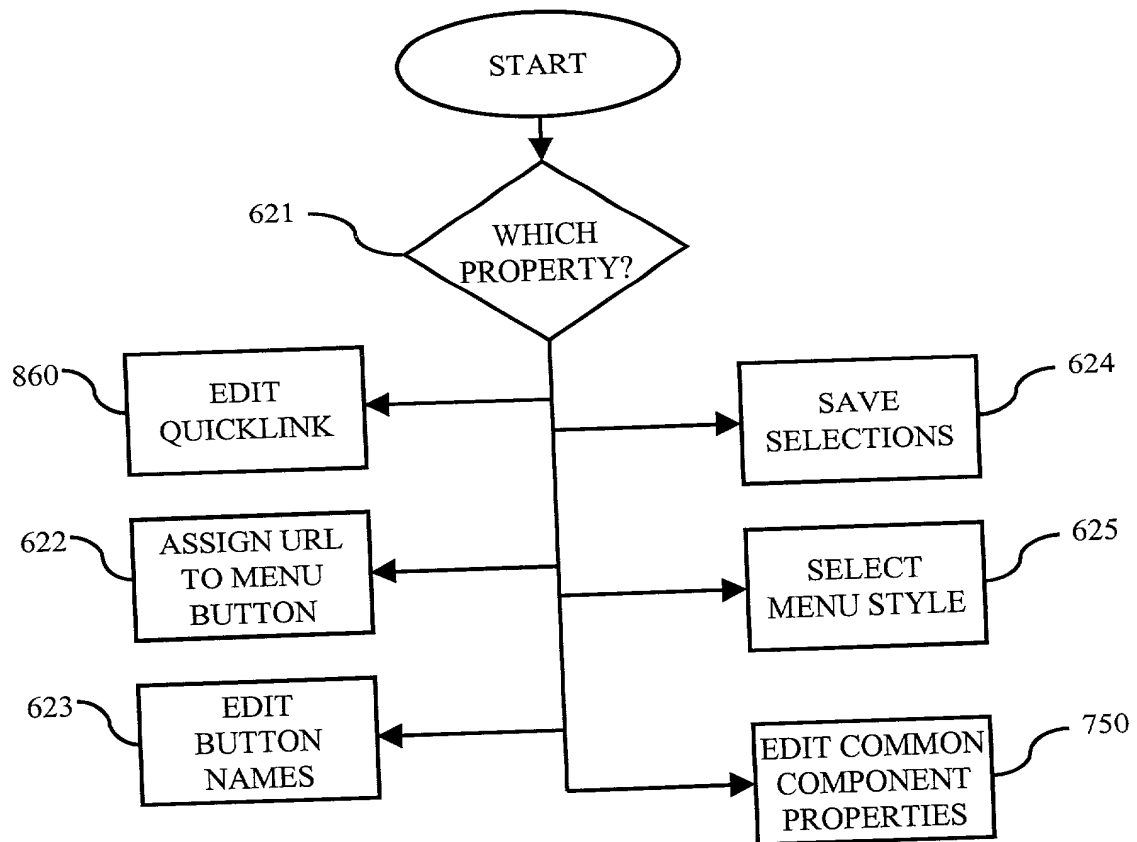 START
621
WHICH
PROPERTY?
860
EDIT
QUICKLINK
624
SAVE
SELECTIONS
622
ASSIGN URL
TO MENU
BUTTON
625
SELECT
MENU STYLE
623
EDIT
BUTTON
NAMES
750
EDIT COMMON
COMPONENT
PROPERTIES